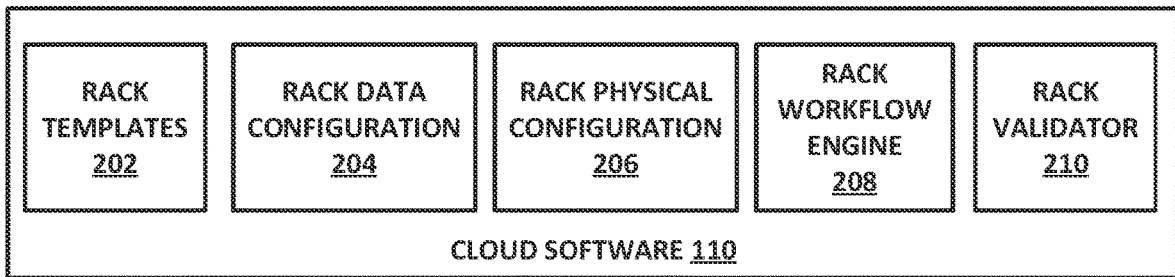 RACK
TEMPLATES
202
RACK DATA
CONFIGURATION
204
RACK PHYSICAL
CONFIGURATION
206
RACK
WORKFLOW
ENGINE
208
RACK
VALIDATOR
210
CLOUD SOFTWARE 110